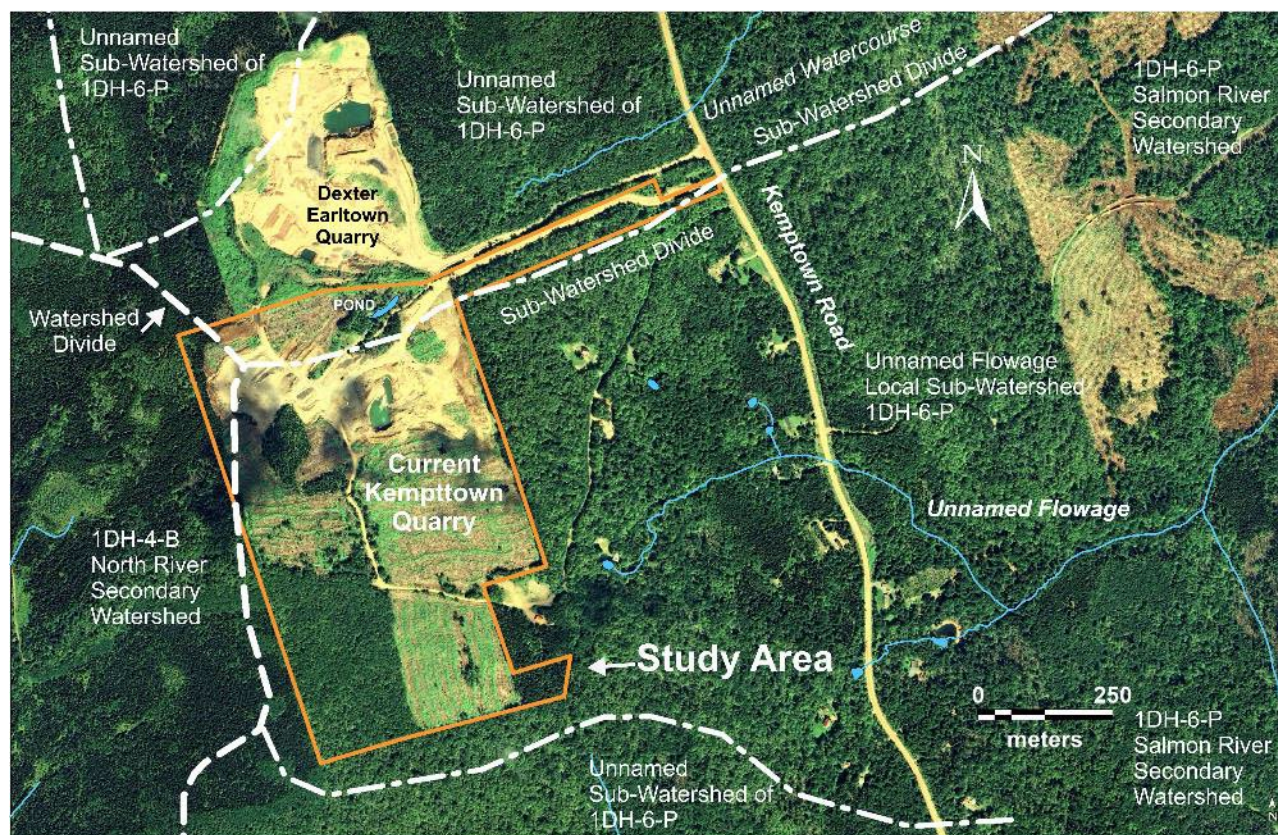 Unnamed
Sub-Watershed of
1DH-6-P
Unnamed
Sub-Watershed of
1DH-6-P
Unnamed Watercourse
Sub-Watershed Divide
1DH-6-P
Salmon River
Secondary
Watershed
N
Dexter
Earltown
Quarry
Kemptown Road
Sub-Watershed Divide
POND
Watershed
Divide
Unnamed Flowage
Local Sub-Watershed
1DH-6-P
Current
Kempttown
Quarry
Unnamed Flowage
1DH-4-B
North River
Secondary
Watershed
Study Area
0 250
meters
1DH-6-P
Salmon River
Secondary
Watershed
Unnamed
Sub-Watershed of
1DH-6-P